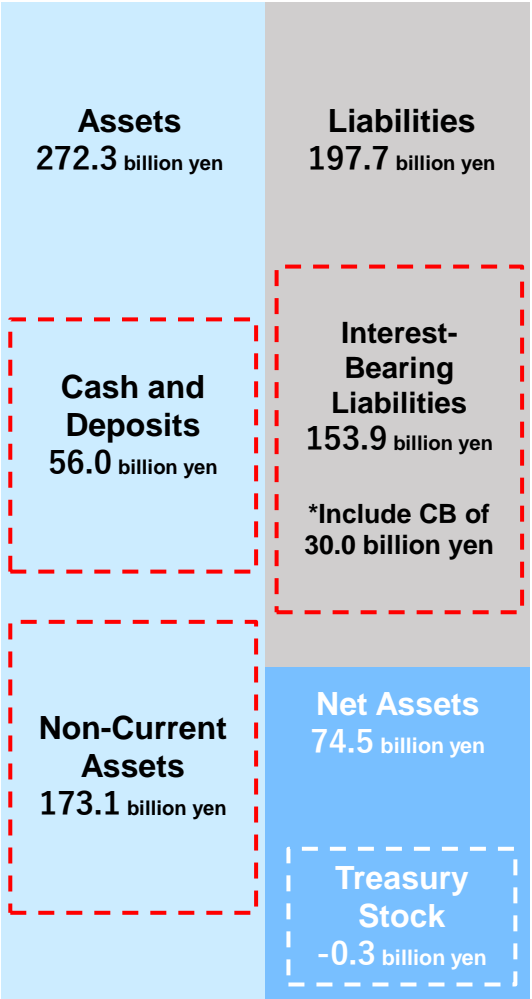 Assets
272.3 billion yen
Cash and
Deposits
56.0 billion yen
Non-Current
Assets
173.1 billion yen
Liabilities
197.7 billion yen
Interest-
Bearing
Liabilities
153.9 billion yen
*Include CB of
30.0 billion yen
Net Assets
74.5 billion yen
Treasury
Stock
-0.3 billion yen